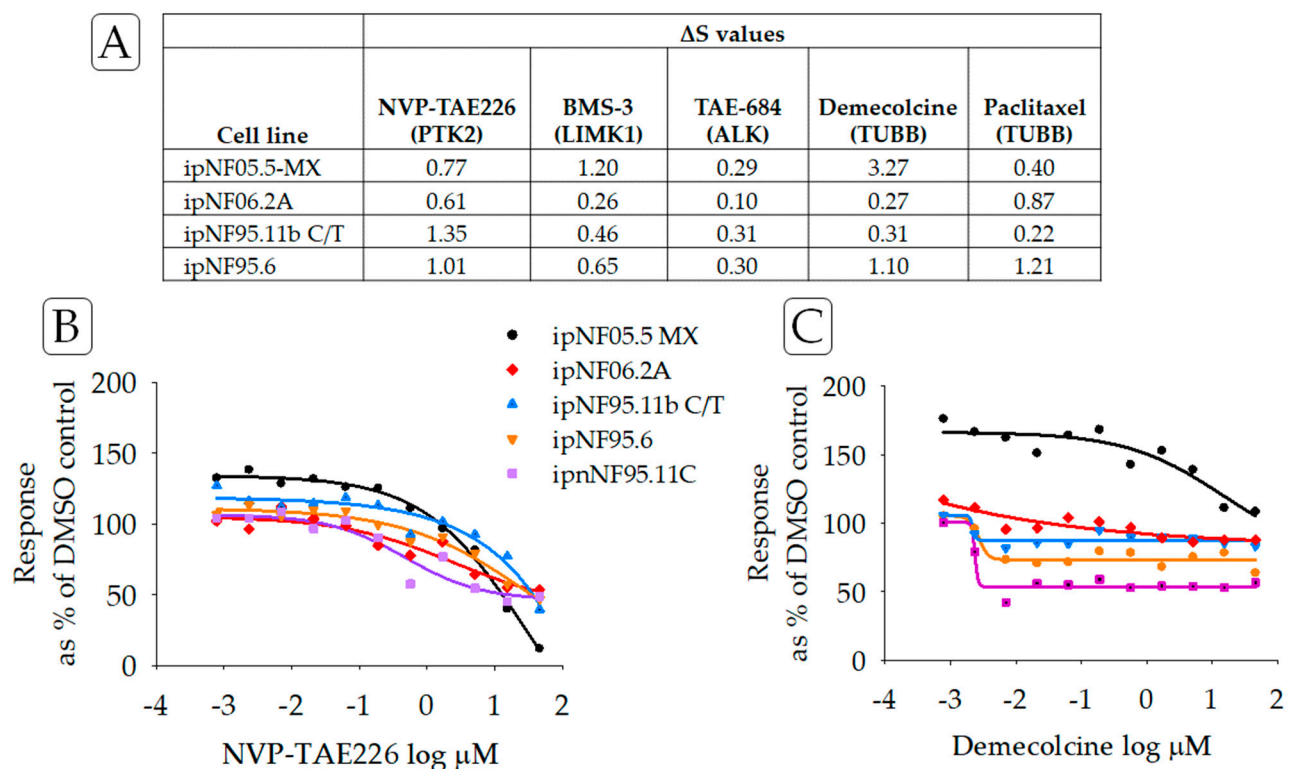 A
ΔS values
Cell line NVP-TAE226 (PTK2) BMS-3 (LIMK1) TAE-684 (ALK) Demecolcine (TUBB) Paclitaxel (TUBB)
ipNF05.5-MX 0.77 1.20 0.29 3.27 0.40
ipNF06.2A 0.61 0.26 0.10 0.27 0.87
ipNF95.11b C/T 1.35 0.46 0.31 0.31 0.22
ipNF95.6 1.01 0.65 0.30 1.10 1.21
B
ipNF05.5 MX
ipNF06.2A
ipNF95.11b C/T
ipNF95.6
ipnNF95.11C
Response
as % of DMSO control
200
150
100
50
0
-4 -3 -2 -1 0 1 2
NVP-TAE226 log μM
C
Response
as % of DMSO control
200
150
100
50
0
-4 -3 -2 -1 0 1 2
Demecolcine log μM